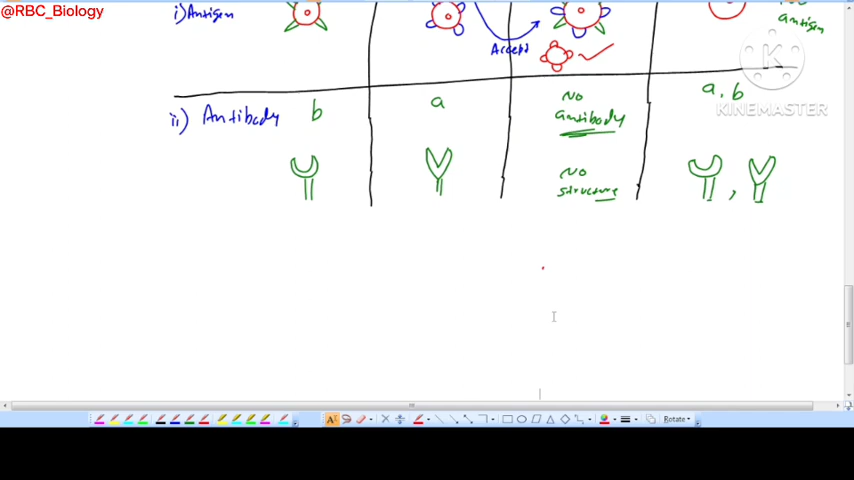 @RBC_Biology
i) Antigen
Accept
antigen
K
KINEMASTER
ii) Antibody b a No antibody a, b
No structure
,
Rotate